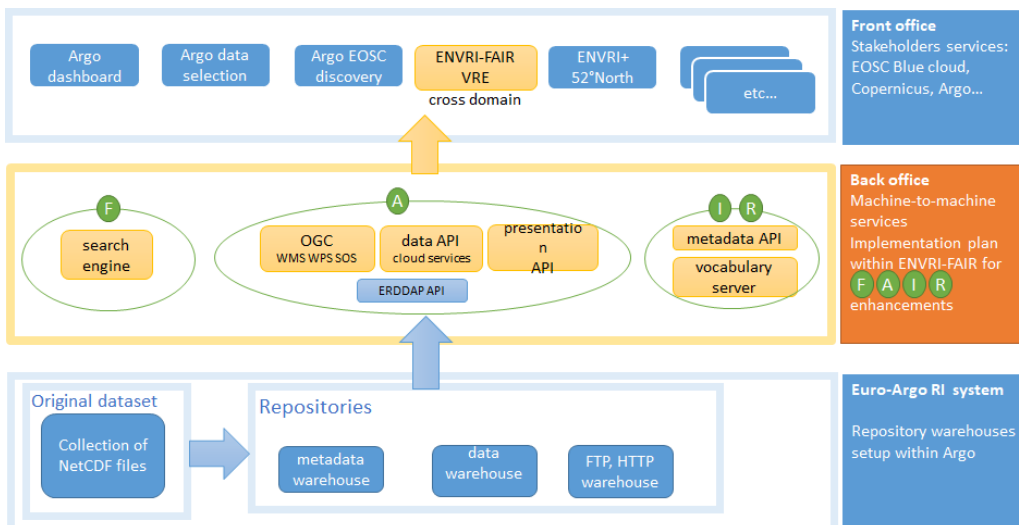 Argo
dashboard
Argo data
selection
Argo EOSC
discovery
ENVRI-FAIR
VRE
cross domain
ENVRI+
52°North
etc...
Front office
Stakeholders services:
EOSC Blue cloud,
Copernicus, Argo...
F
search
engine
A
OGC
WMS WPS SOS
data API
cloud services
presentatio
n
API
ERDDAP API
I R
metadata API
vocabulary
server
Back office
Machine-to-machine
services
Implementation plan
within ENVRI-FAIR for
F A I R
enhancements
Original dataset
Collection of
NetCDF files
Repositories
metadata
warehouse
data
warehouse
FTP, HTTP
warehouse
Euro-Argo RI system
Repository warehouses
setup within Argo